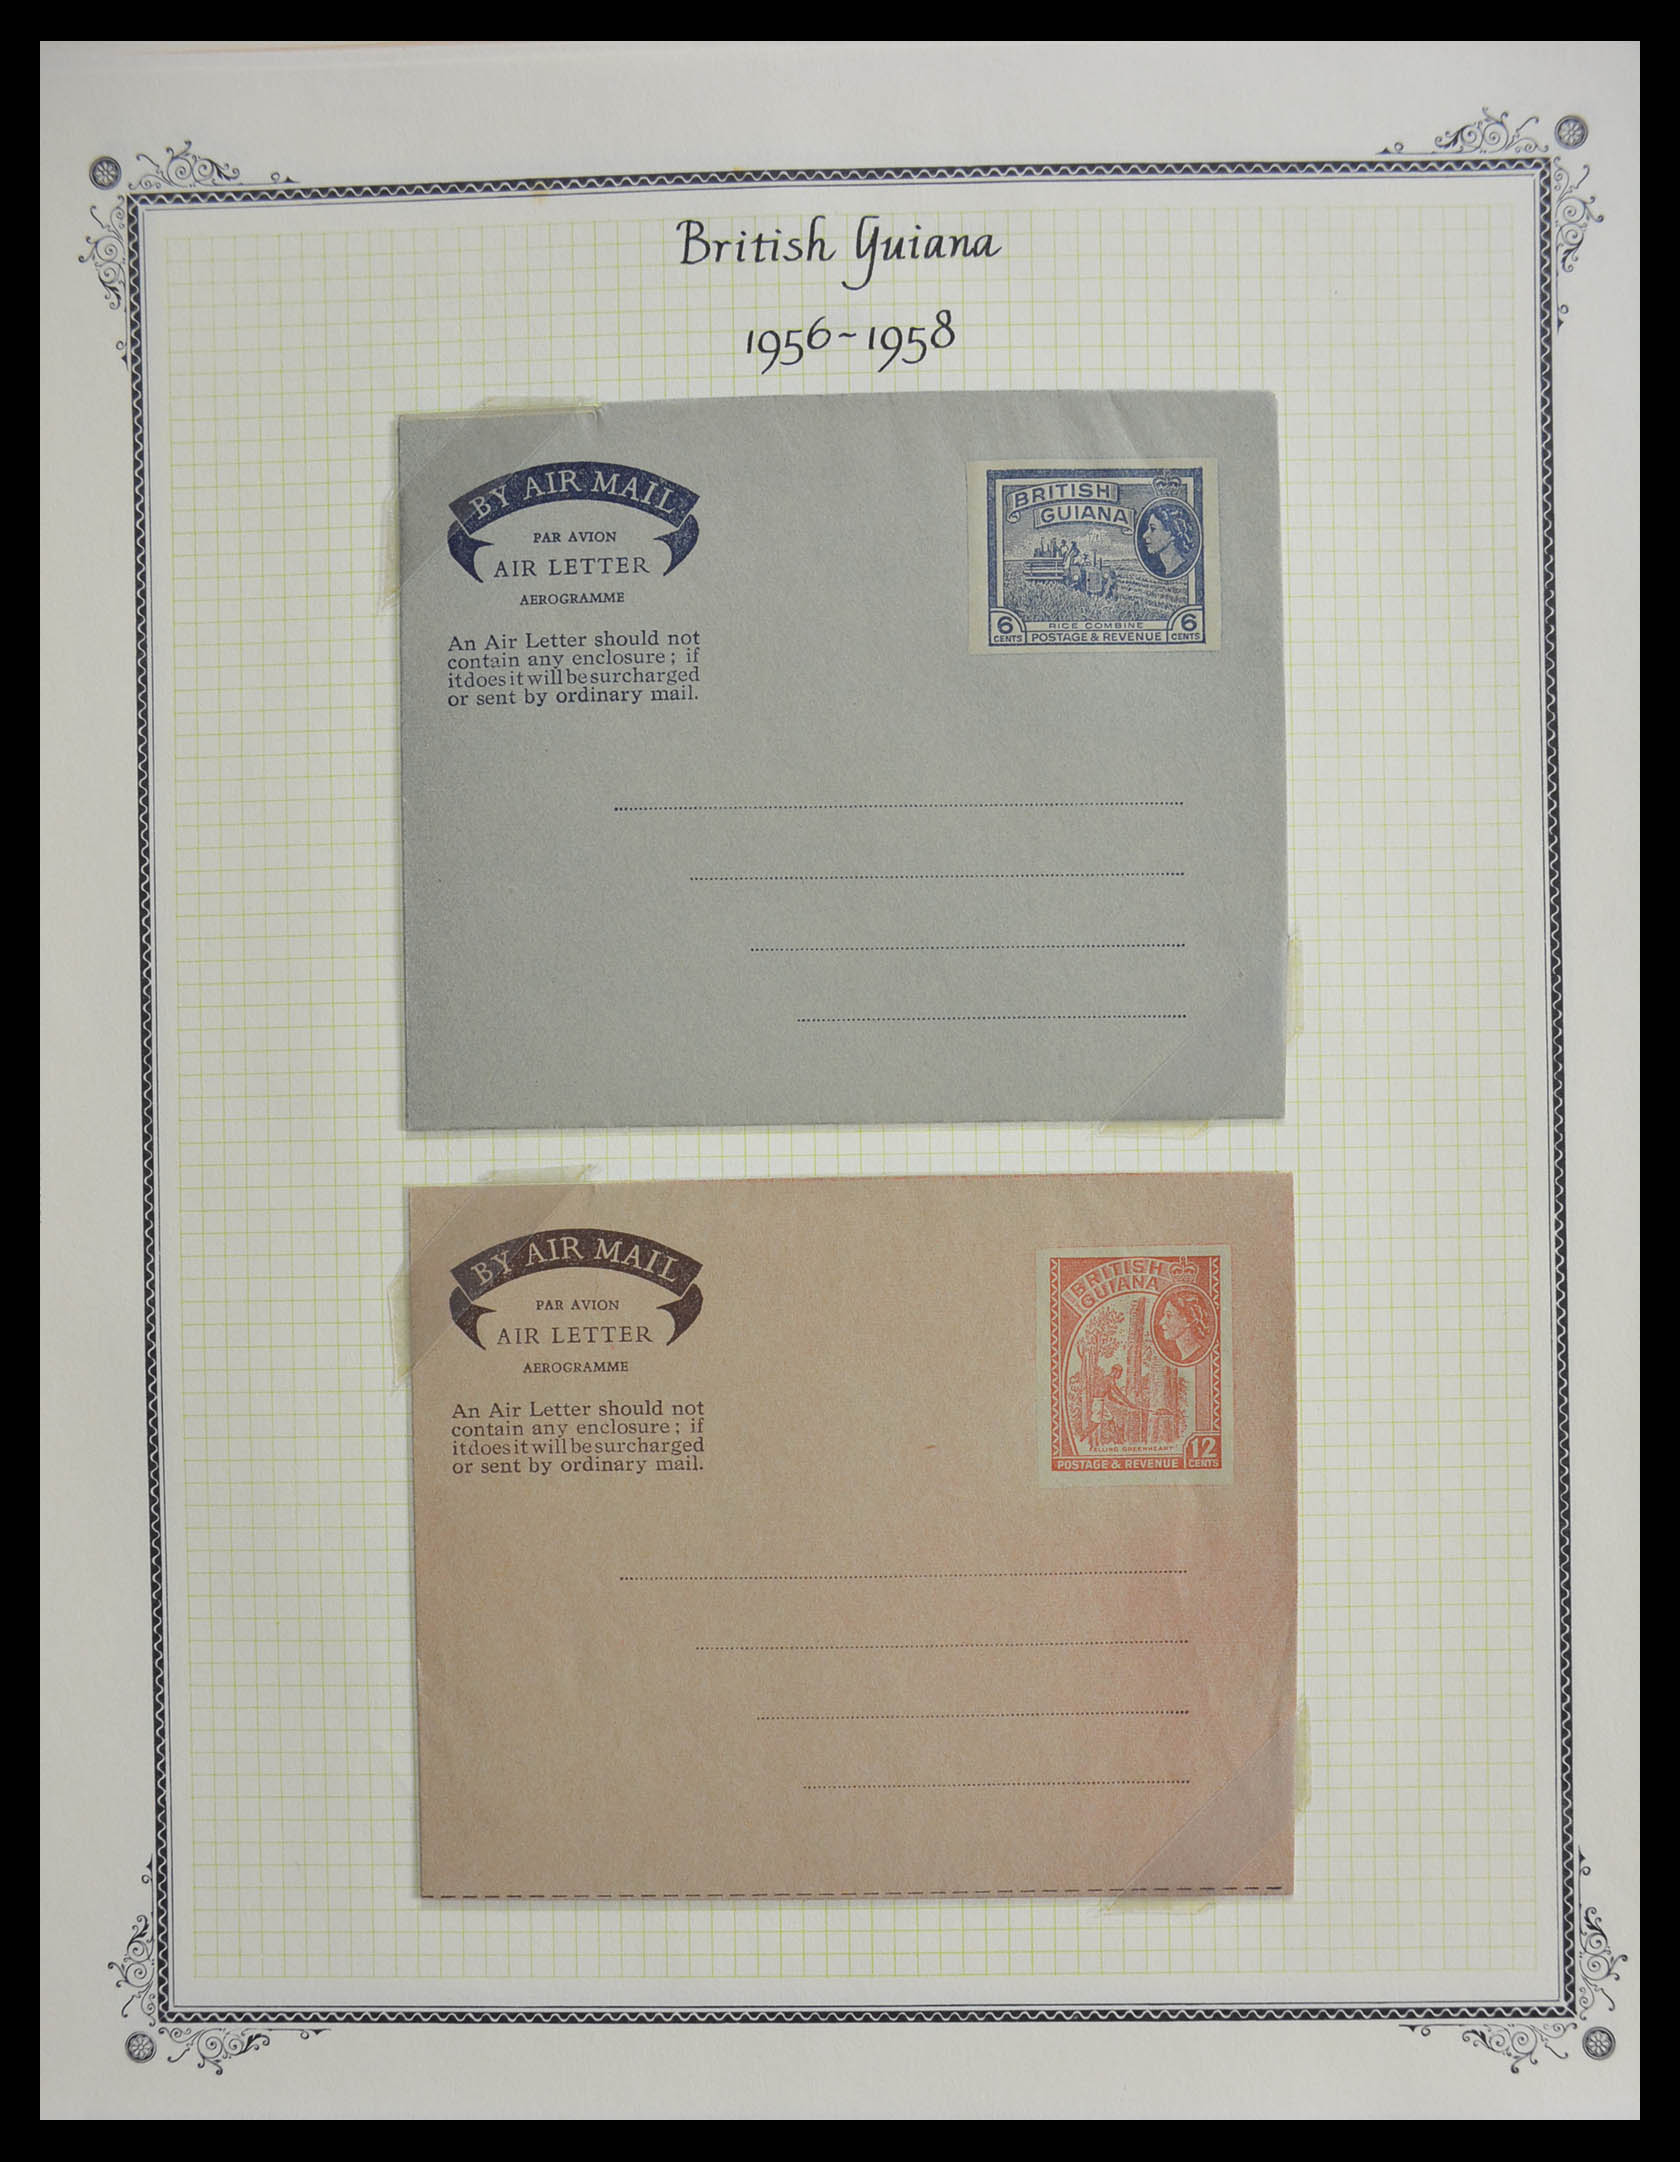 British Guiana
1956~1958
BY AIR MAIL
PAR AVION
AIR LETTER
AEROGRAMME
An Air Letter should not
contain any enclosure; if
it does it will be surcharged
or sent by ordinary mail.
BRITISH
GUIANA
RICE COMBINE
6 CENTS POSTAGE & REVENUE 6 CENTS
BY AIR MAIL
PAR AVION
AIR LETTER
AEROGRAMME
An Air Letter should not
contain any enclosure; if
it does it will be surcharged
or sent by ordinary mail.
BRITISH
GUIANA
FELLING GREENHEART
POSTAGE & REVENUE 12 CENTS